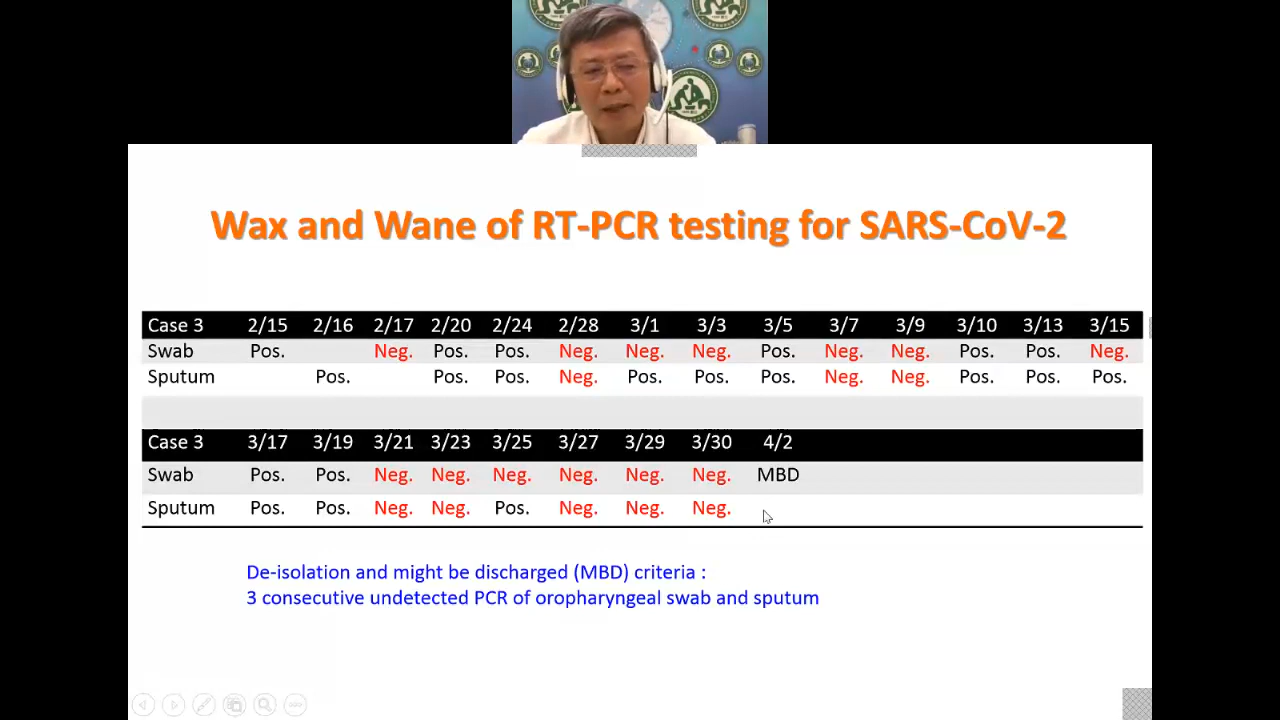 Wax and Wane of RT-PCR testing for SARS-CoV-2
Case 3 2/15 2/16 2/17 2/20 2/24 2/28 3/1 3/3 3/5 3/7 3/9 3/10 3/13 3/15
Swab Pos. Neg. Pos. Pos. Neg. Neg. Neg. Pos. Neg. Neg. Pos. Pos. Neg.
Sputum Pos. Pos. Pos. Neg. Pos. Pos. Pos. Neg. Neg. Pos. Pos. Pos.
Case 3 3/17 3/19 3/21 3/23 3/25 3/27 3/29 3/30 4/2
Swab Pos. Pos. Neg. Neg. Neg. Neg. Neg. Neg. MBD
Sputum Pos. Pos. Neg. Neg. Pos. Neg. Neg. Neg.
De-isolation and might be discharged (MBD) criteria :
3 consecutive undetected PCR of oropharyngeal swab and sputum